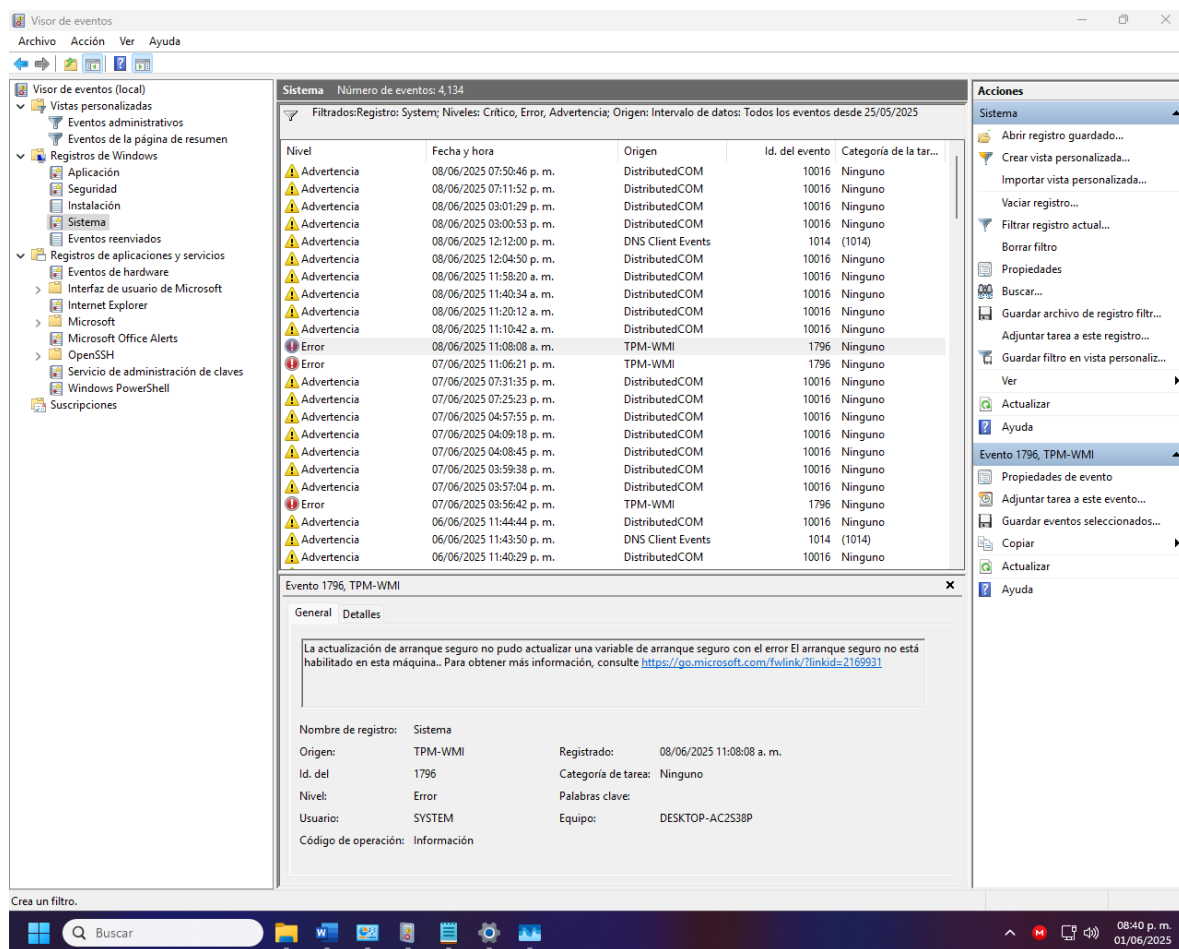 Visor de eventos
Archivo Acción Ver Ayuda
Visor de eventos (local)
Vistas personalizadas
Eventos administrativos
Eventos de la página de resumen
Registros de Windows
Aplicación
Seguridad
Instalación
Sistema
Eventos reenviados
Registros de aplicaciones y servicios
Eventos de hardware
Interfaz de usuario de Microsoft
Internet Explorer
Microsoft
Microsoft Office Alerts
OpenSSH
Servicio de administración de claves
Windows PowerShell
Suscripciones
Sistema Número de eventos: 4,134
Filtrados:Registro: System; Niveles: Crítico, Error, Advertencia; Origen: Intervalo de datos: Todos los eventos desde 25/05/2025
Nivel Fecha y hora Origen Id. del evento Categoría de la tar...
Advertencia 08/06/2025 07:50:46 p. m. DistributedCOM 10016 Ninguno
Advertencia 08/06/2025 07:11:52 p. m. DistributedCOM 10016 Ninguno
Advertencia 08/06/2025 03:01:29 p. m. DistributedCOM 10016 Ninguno
Advertencia 08/06/2025 03:00:53 p. m. DistributedCOM 10016 Ninguno
Advertencia 08/06/2025 12:12:00 p. m. DNS Client Events 1014 (1014)
Advertencia 08/06/2025 12:04:50 p. m. DistributedCOM 10016 Ninguno
Advertencia 08/06/2025 11:58:20 a. m. DistributedCOM 10016 Ninguno
Advertencia 08/06/2025 11:40:34 a. m. DistributedCOM 10016 Ninguno
Advertencia 08/06/2025 11:20:12 a. m. DistributedCOM 10016 Ninguno
Advertencia 08/06/2025 11:10:42 a. m. DistributedCOM 10016 Ninguno
Error 08/06/2025 11:08:08 a. m. TPM-WMI 1796 Ninguno
Error 07/06/2025 11:06:21 p. m. TPM-WMI 1796 Ninguno
Advertencia 07/06/2025 07:31:35 p. m. DistributedCOM 10016 Ninguno
Advertencia 07/06/2025 07:25:23 p. m. DistributedCOM 10016 Ninguno
Advertencia 07/06/2025 04:57:55 p. m. DistributedCOM 10016 Ninguno
Advertencia 07/06/2025 04:09:18 p. m. DistributedCOM 10016 Ninguno
Advertencia 07/06/2025 04:08:45 p. m. DistributedCOM 10016 Ninguno
Advertencia 07/06/2025 03:59:38 p. m. DistributedCOM 10016 Ninguno
Advertencia 07/06/2025 03:57:04 p. m. DistributedCOM 10016 Ninguno
Error 07/06/2025 03:56:42 p. m. TPM-WMI 1796 Ninguno
Advertencia 06/06/2025 11:44:44 p. m. DistributedCOM 10016 Ninguno
Advertencia 06/06/2025 11:43:50 p. m. DNS Client Events 1014 (1014)
Advertencia 06/06/2025 11:40:29 p. m. DistributedCOM 10016 Ninguno
Evento 1796, TPM-WMI
General Detalles
La actualización de arranque seguro no pudo actualizar una variable de arranque seguro con el error El arranque seguro no está
habilitado en esta máquina.. Para obtener más información, consulte https://go.microsoft.com/fwlink/?linkid=2169931
Nombre de registro: Sistema
Origen: TPM-WMI Registrado: 08/06/2025 11:08:08 a. m.
Id. del 1796 Categoría de tarea: Ninguno
Nivel: Error Palabras clave:
Usuario: SYSTEM Equipo: DESKTOP-AC2S38P
Código de operación: Información
Acciones
Sistema
Abrir registro guardado...
Crear vista personalizada...
Importar vista personalizada...
Vaciar registro...
Filtrar registro actual...
Borrar filtro
Propiedades
Buscar...
Guardar archivo de registro filtr...
Adjuntar tarea a este registro...
Guardar filtro en vista personaliz...
Ver
Actualizar
Ayuda
Evento 1796, TPM-WMI
Propiedades de evento
Adjuntar tarea a este evento...
Guardar eventos seleccionados...
Copiar
Actualizar
Ayuda
Crea un filtro.
Buscar
08:40 p. m.
01/06/2025